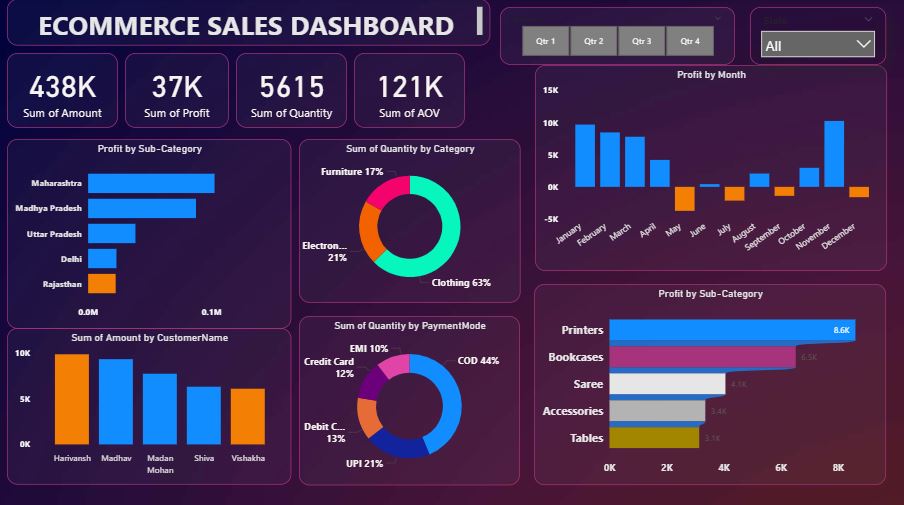 ECOMMERCE SALES DASHBOARD
Qtr 1 Qtr 2 Qtr 3 Qtr 4
State
All
438K
Sum of Amount
37K
Sum of Profit
5615
Sum of Quantity
121K
Sum of AOV
Profit by Month
15K
10K
5K
0K
-5K
January February March April May June July August September October November December
Profit by Sub-Category
Maharashtra
Madhya Pradesh
Uttar Pradesh
Delhi
Rajasthan
0.0M 0.1M
Sum of Quantity by Category
Furniture 17%
Electron...
21%
Clothing 63%
Sum of Amount by CustomerName
10K
5K
0K
Harivansh Madhav Madan
Mohan Shiva Vishakha
Sum of Quantity by PaymentMode
EMI 10%
COD 44%
Credit Card
12%
Debit C...
13%
UPI 21%
Profit by Sub-Category
Printers 8.6K
Bookcases 6.5K
Saree 4.1K
Accessories 3.4K
Tables 3.1K
0K 2K 4K 6K 8K